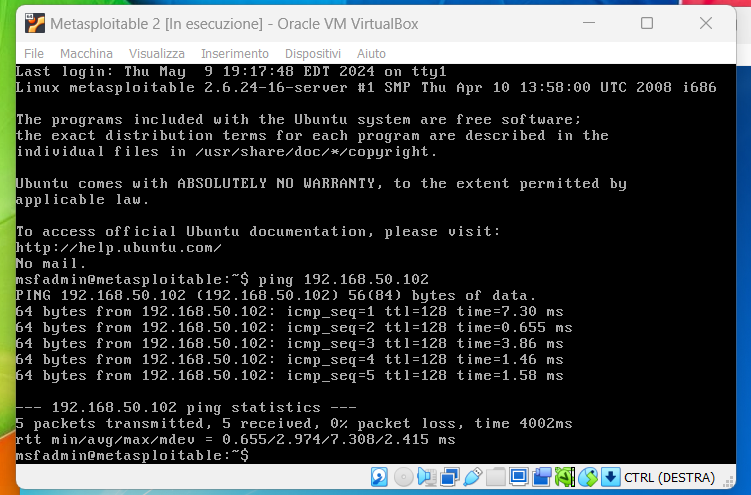 Metasploitable 2 [In esecuzione] - Oracle VM VirtualBox
File Macchina Visualizza Inserimento Dispositivi Aiuto
Last login: Thu May  9 19:17:48 EDT 2024 on tty1
Linux metasploitable 2.6.24-16-server #1 SMP Thu Apr 10 13:58:00 UTC 2008 i686
The programs included with the Ubuntu system are free software;
the exact distribution terms for each program are described in the
individual files in /usr/share/doc/*/copyright.
Ubuntu comes with ABSOLUTELY NO WARRANTY, to the extent permitted by
applicable law.
To access official Ubuntu documentation, please visit:
http://help.ubuntu.com/
No mail.
msfadmin@metasploitable:~$ ping 192.168.50.102
PING 192.168.50.102 (192.168.50.102) 56(84) bytes of data.
64 bytes from 192.168.50.102: icmp_seq=1 ttl=128 time=7.30 ms
64 bytes from 192.168.50.102: icmp_seq=2 ttl=128 time=0.655 ms
64 bytes from 192.168.50.102: icmp_seq=3 ttl=128 time=3.86 ms
64 bytes from 192.168.50.102: icmp_seq=4 ttl=128 time=1.46 ms
64 bytes from 192.168.50.102: icmp_seq=5 ttl=128 time=1.58 ms
--- 192.168.50.102 ping statistics ---
5 packets transmitted, 5 received, 0% packet loss, time 4002ms
rtt min/avg/max/mdev = 0.655/2.974/7.308/2.415 ms
msfadmin@metasploitable:~$
CTRL (DESTRA)